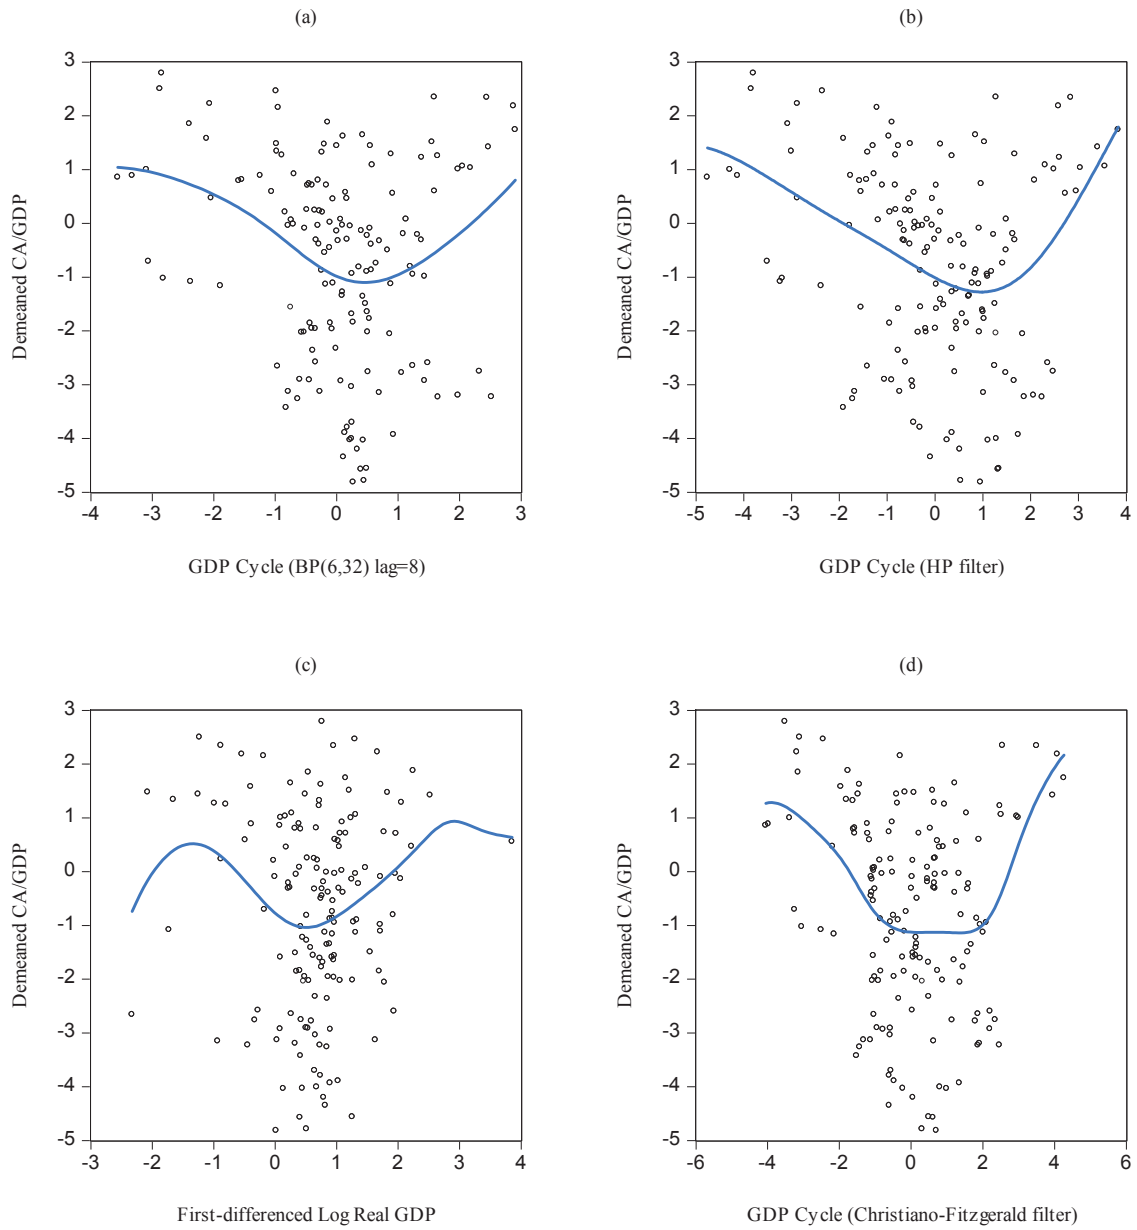 (a)
3
2
1
0
-1
-2
-3
-4
-5
-4 -3 -2 -1 0 1 2 3
Demeaned CA/GDP
GDP Cycle (BP(6,32) lag=8)
(b)
3
2
1
0
-1
-2
-3
-4
-5
-5 -4 -3 -2 -1 0 1 2 3 4
Demeaned CA/GDP
GDP Cycle (HP filter)
(c)
3
2
1
0
-1
-2
-3
-4
-5
-3 -2 -1 0 1 2 3 4
Demeaned CA/GDP
First-differenced Log Real GDP
(d)
3
2
1
0
-1
-2
-3
-4
-5
-6 -4 -2 0 2 4 6
Demeaned CA/GDP
GDP Cycle (Christiano-Fitzgerald filter)